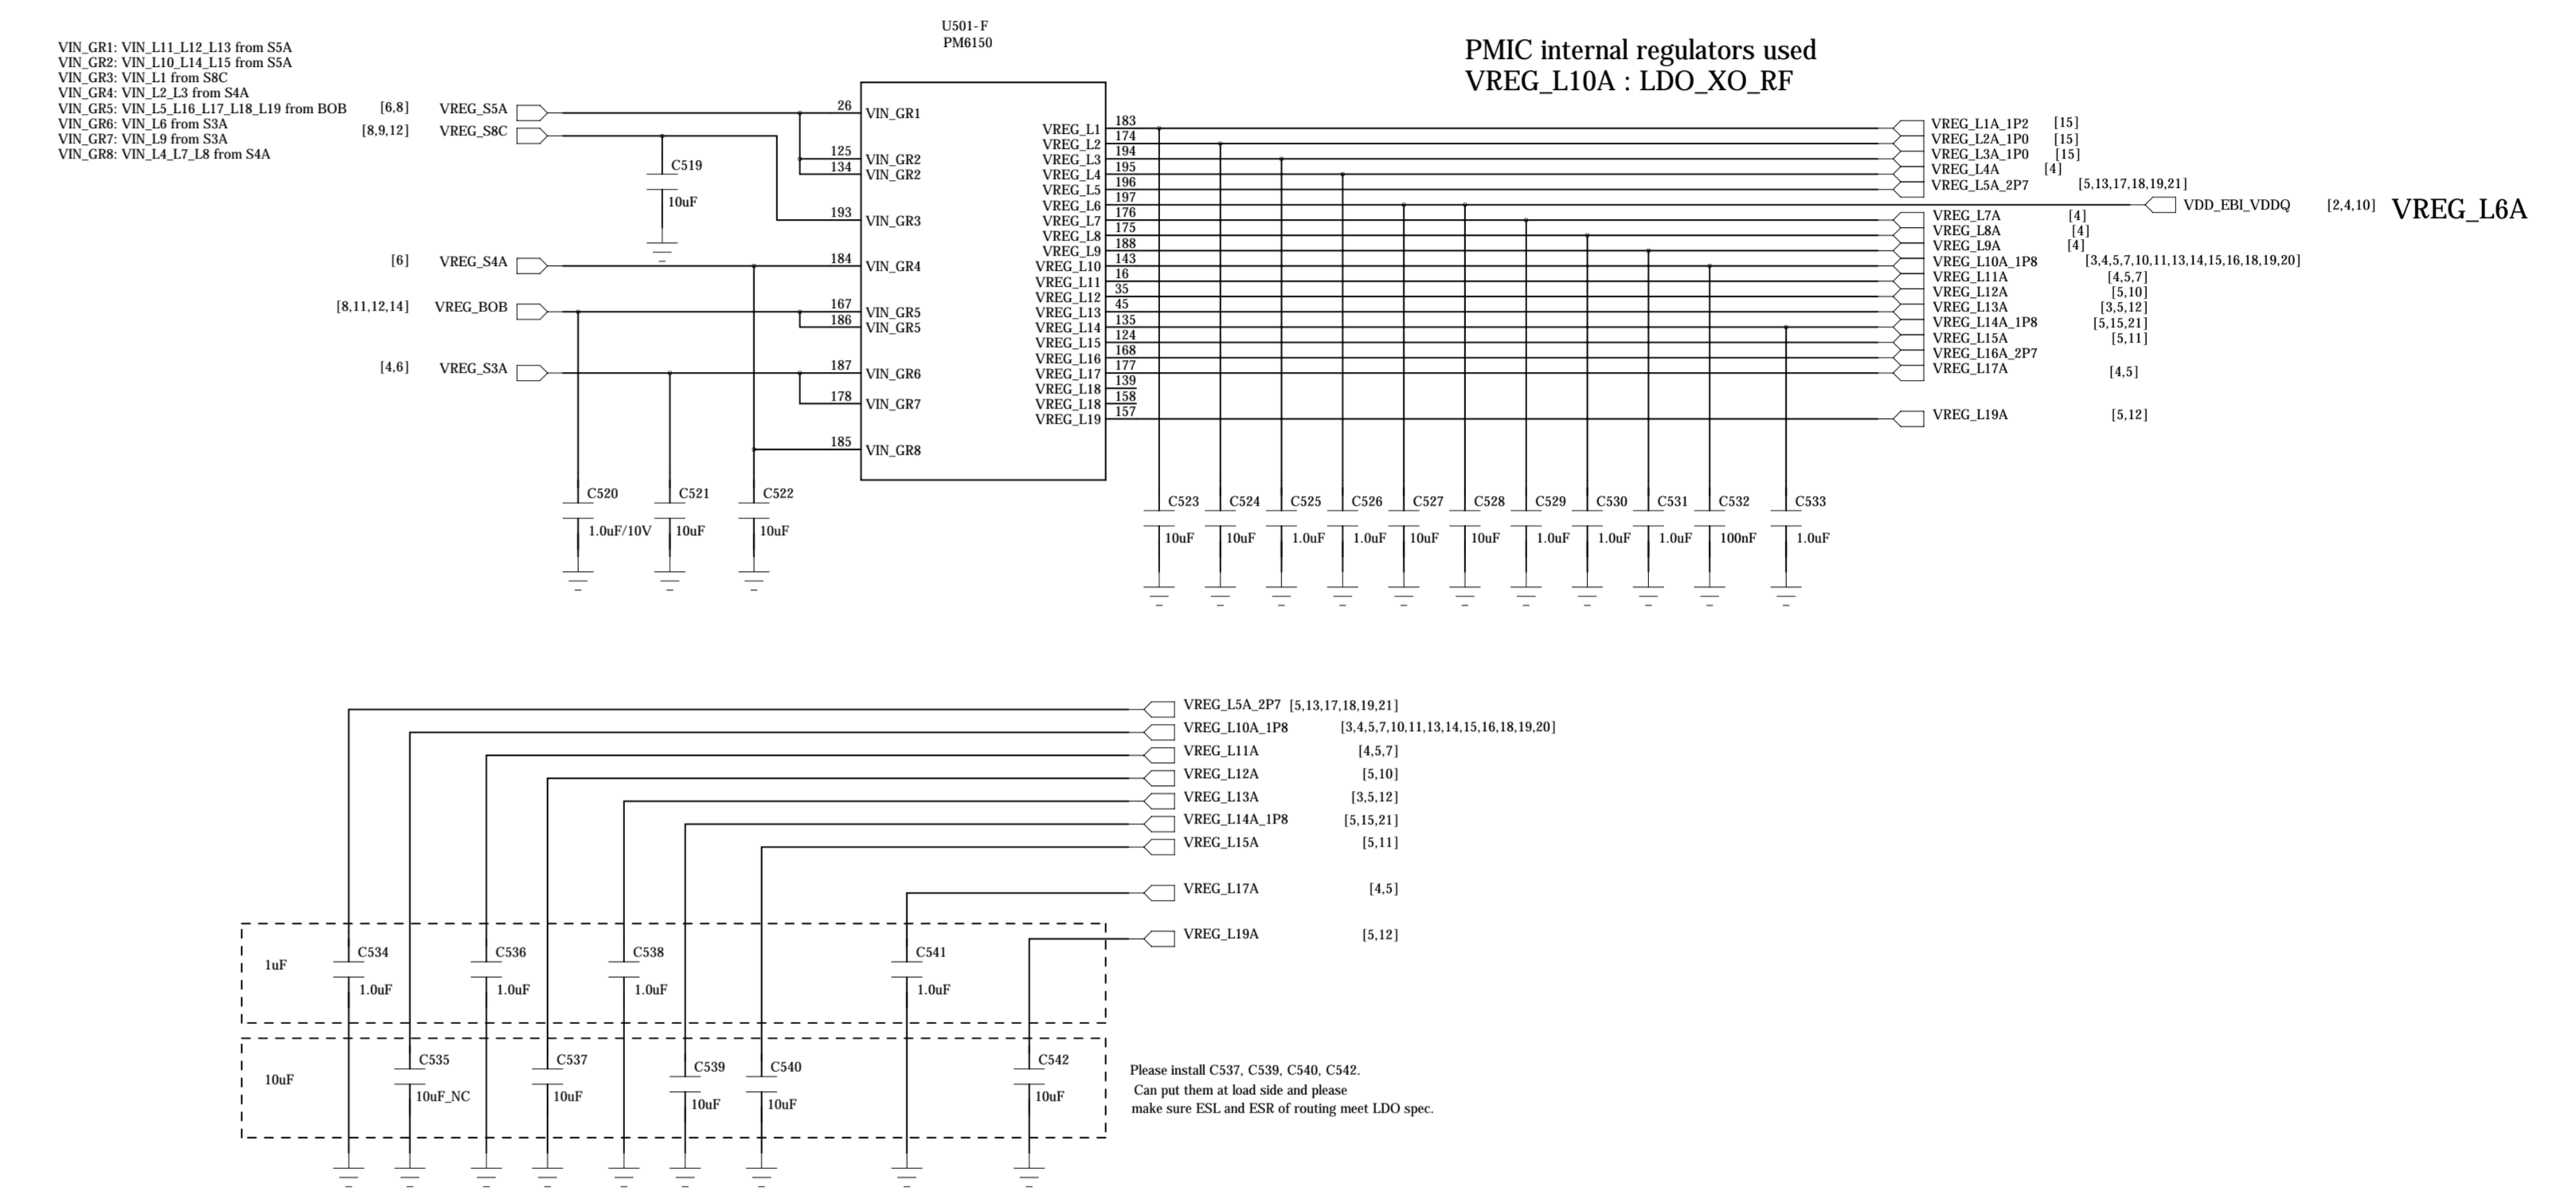 U501-F
PM6150
VIN_GR1: VIN_L11_L12_L13 from S5A
VIN_GR2: VIN_L10_L14_L15 from S5A
VIN_GR3: VIN_L1 from S8C
VIN_GR4: VIN_L2_L3 from S4A
VIN_GR5: VIN_L5_L16_L17_L18_L19 from BOB
VIN_GR6: VIN_L6 from S3A
VIN_GR7: VIN_L9 from S3A
VIN_GR8: VIN_L4_L7_L8 from S4A
PMIC internal regulators used
VREG_L10A : LDO_XO_RF
[6,8] VREG_S5A 26 VIN_GR1
[8,9,12] VREG_S8C
125 VIN_GR2
134 VIN_GR2
C519
10uF
193 VIN_GR3
[6] VREG_S4A 184 VIN_GR4
[8,11,12,14] VREG_BOB 167 VIN_GR5
186 VIN_GR5
[4,6] VREG_S3A 187 VIN_GR6
178 VIN_GR7
185 VIN_GR8
VREG_L1 183 VREG_L1A_1P2 [15]
VREG_L2 174 VREG_L2A_1P0 [15]
VREG_L3 194 VREG_L3A_1P0 [15]
VREG_L4 195 VREG_L4A [4]
VREG_L5 196 VREG_L5A_2P7 [5,13,17,18,19,21]
VREG_L6 197 VDD_EBI_VDDQ [2,4,10] VREG_L6A
VREG_L7 176 VREG_L7A [4]
VREG_L8 175 VREG_L8A [4]
VREG_L9 188 VREG_L9A [4]
VREG_L10 143 VREG_L10A_1P8 [3,4,5,7,10,11,13,14,15,16,18,19,20]
VREG_L11 16 VREG_L11A [4,5,7]
VREG_L12 35 VREG_L12A [5,10]
VREG_L13 45 VREG_L13A [3,5,12]
VREG_L14 135 VREG_L14A_1P8 [5,15,21]
VREG_L15 124 VREG_L15A [5,11]
VREG_L16 168 VREG_L16A_2P7
VREG_L17 177 VREG_L17A [4,5]
VREG_L18 139
VREG_L18 158
VREG_L19 157 VREG_L19A [5,12]
C520 C521 C522
1.0uF/10V 10uF 10uF
C523 C524 C525 C526 C527 C528 C529 C530 C531 C532 C533
10uF 10uF 1.0uF 1.0uF 10uF 10uF 1.0uF 1.0uF 1.0uF 100nF 1.0uF
VREG_L5A_2P7 [5,13,17,18,19,21]
VREG_L10A_1P8 [3,4,5,7,10,11,13,14,15,16,18,19,20]
VREG_L11A [4,5,7]
VREG_L12A [5,10]
VREG_L13A [3,5,12]
VREG_L14A_1P8 [5,15,21]
VREG_L15A [5,11]
VREG_L17A [4,5]
VREG_L19A [5,12]
C534 C536 C538 C541
1uF
1.0uF 1.0uF 1.0uF 1.0uF
C535 C537 C539 C540 C542
10uF
10uF_NC 10uF 10uF 10uF 10uF
Please install C537, C539, C540, C542.
Can put them at load side and please
make sure ESL and ESR of routing meet LDO spec.